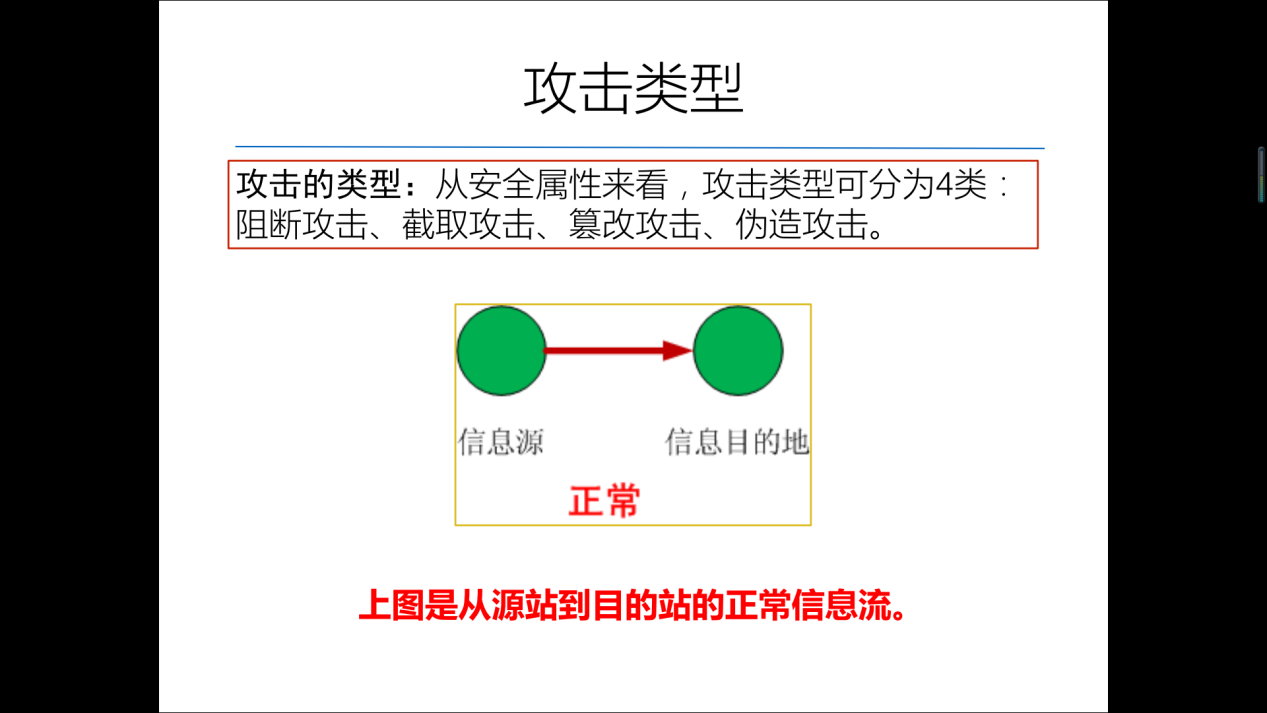 攻击类型
攻击的类型：从安全属性来看，攻击类型可分为4类：
阻断攻击、截取攻击、篡改攻击、伪造攻击。
信息源 信息目的地
正常
上图是从源站到目的站的正常信息流。